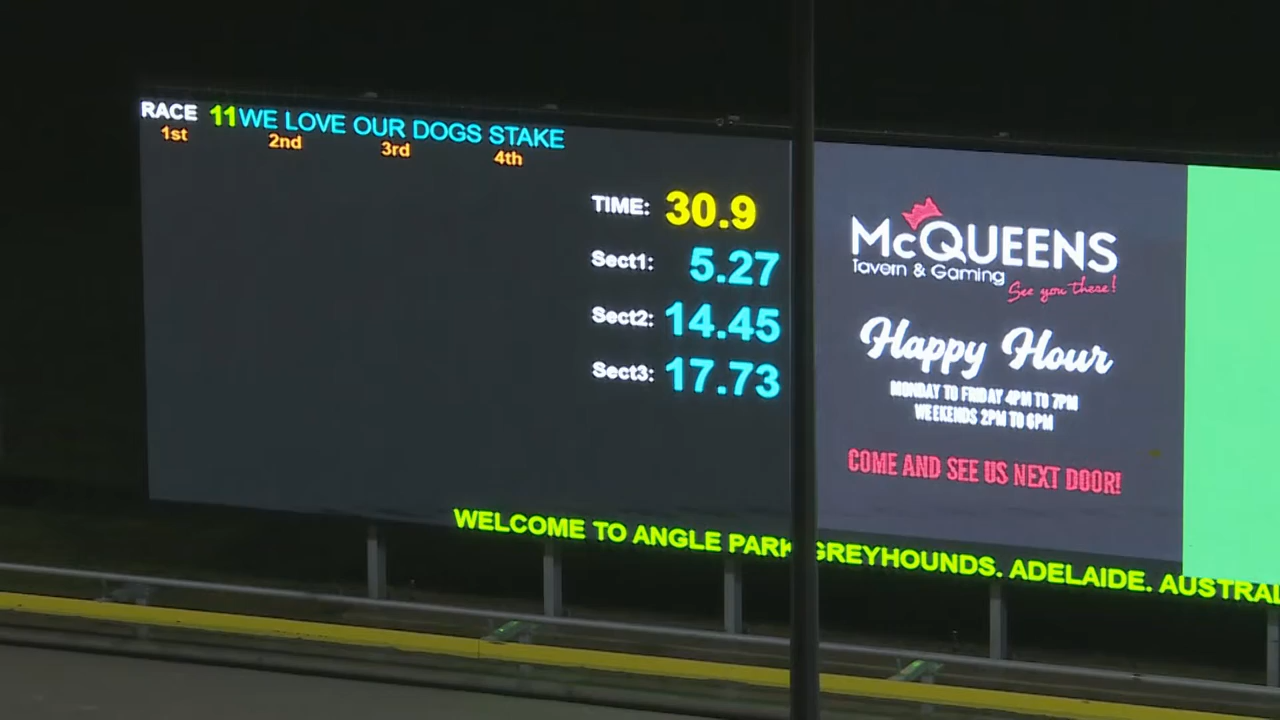 RACE 11 WE LOVE OUR DOGS STAKE
1st 2nd 3rd 4th
TIME: 30.9
Sect1: 5.27
Sect2: 14.45
Sect3: 17.73
McQUEENS
Tavern & Gaming
See you there!
Happy Hour
MONDAY TO FRIDAY 4PM TO 7PM
WEEKENDS 2PM TO 6PM
COME AND SEE US NEXT DOOR!
WELCOME TO ANGLE PARK GREYHOUNDS. ADELAIDE. AUSTRAL